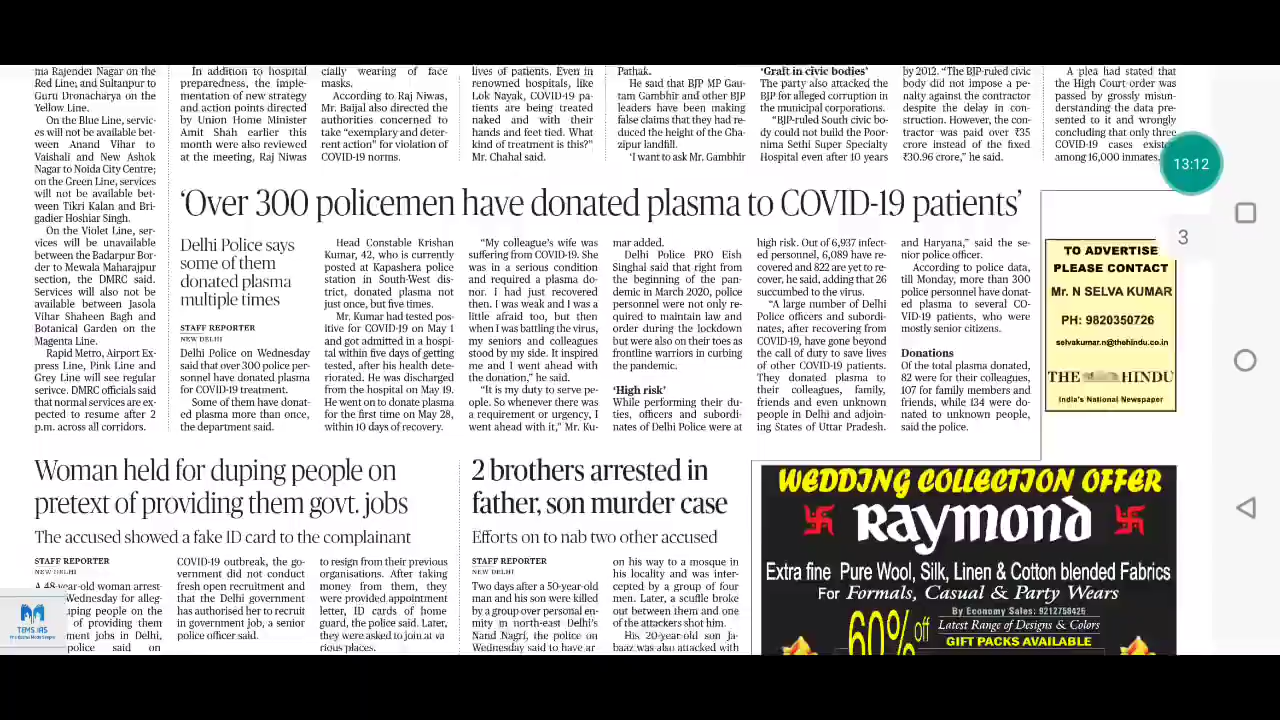 ma Rajender Nagar on the
Red Line; and Sultanpur to
Guru Dronacharya on the
Yellow Line.
On the Blue Line, servic-
es will not be available bet-
ween Anand Vihar to
Vaishali and New Ashok
Nagar to Noida City Centre;
on the Green Line, services
will not be available bet-
ween Tikri Kalan and Bri-
gadier Hoshiar Singh.
On the Violet Line, ser-
vices will be unavailable
between the Badarpur Bor-
der to Mewala Maharajpur
section, the DMRC said.
Services will also not be
available between Jasola
Vihar Shaheen Bagh and
Botanical Garden on the
Magenta Line.
Rapid Metro, Airport Ex-
press Line, Pink Line and
Grey Line will see regular
serivce. DMRC officials said
that normal services are ex-
pected to resume after 2
p.m. across all corridors.
In addition to hospital
preparedness, the imple-
mentation of new strategy
and action points directed
by Union Home Minister
Amit Shah earlier this
month were also reviewed
at the meeting, Raj Niwas
cially wearing of face
masks.
According to Raj Niwas,
Mr. Baijal also directed the
authorities concerned to
take “exemplary and deter-
rent action” for violation of
COVID-19 norms.
lives of patients. Even in
renowned hospitals, like
Lok Nayak, COVID-19 pa-
tients are being treated
naked and with their
hands and feet tied. What
kind of treatment is this?”
Mr. Chahal said.
Pathak.
He said that BJP MP Gau-
tam Gambhir and other BJP
leaders have been making
false claims that they had re-
duced the height of the Gha-
zipur landfill.
‘I want to ask Mr. Gambhir
‘Graft in civic bodies’
The party also attacked the
BJP for alleged corruption in
the municipal corporations.
“BJP-ruled South civic bo-
dy could not build the Poor-
nima Sethi Super Specialty
Hospital even after 10 years
by 2012. “The BJP-ruled civic
body did not impose a pe-
nalty against the contractor
despite the delay in con-
struction. However, the con-
tractor was paid over ₹35
crore instead of the fixed
₹30.96 crore,” he said.
A plea had stated that
the High Court order was
passed by grossly misun-
derstanding the data pre-
sented to it and wrongly
concluding that only three
COVID-19 cases
among 16,000 inmates.
13:12
3
‘Over 300 policemen have donated plasma to COVID-19 patients’
Delhi Police says
some of them
donated plasma
multiple times
STAFF REPORTER
NEW DELHI
Delhi Police on Wednesday
said that over 300 police per-
sonnel have donated plasma
for COVID-19 treatment.
Some of them have donat-
ed plasma more than once,
the department said.
Head Constable Krishan
Kumar, 42, who is currently
posted at Kapashera police
station in South-West dis-
trict, donated plasma not
just once, but five times.
Mr. Kumar had tested pos-
itive for COVID-19 on May 1
and got admitted in a hospi-
tal within five days of getting
tested, after his health dete-
riorated. He was discharged
from the hospital on May 19.
He went on to donate plasma
for the first time on May 28,
within 10 days of recovery.
“My colleague’s wife was
suffering from COVID-19. She
was in a serious condition
and required a plasma do-
nor. I had just recovered
then. I was weak and I was a
little afraid too, but then
when I was battling the virus,
my seniors and colleagues
stood by my side. It inspired
me and I went ahead with
the donation,” he said.
“It is my duty to serve pe-
ople. So whenever there was
a requirement or urgency, I
went ahead with it,” Mr. Ku-
mar added.
Delhi Police PRO Eish
Singhal said that right from
the beginning of the pan-
demic in March 2020, police
personnel were not only re-
quired to maintain law and
order during the lockdown
but were also on their toes as
frontline warriors in curbing
the pandemic.
‘High risk’
While performing their du-
ties, officers and subordi-
nates of Delhi Police were at
high risk. Out of 6,937 infect-
ed personnel, 6,089 have re-
covered and 822 are yet to re-
cover, he said, adding that 26
succumbed to the virus.
“A large number of Delhi
Police officers and subordi-
nates, after recovering from
COVID-19, have gone beyond
the call of duty to save lives
of other COVID-19 patients.
They donated plasma to
their colleagues, family,
friends and even unknown
people in Delhi and adjoin-
ing States of Uttar Pradesh.
and Haryana,” said the se-
nior police officer.
According to police data,
till Monday, more than 300
police personnel have donat-
ed plasma to several CO-
VID-19 patients, who were
mostly senior citizens.
Donations
Of the total plasma donated,
82 were for their colleagues,
107 for family members and
friends, while 134 were do-
nated to unknown people,
said the police.
TO ADVERTISE
PLEASE CONTACT
Mr. N SELVA KUMAR
PH: 9820350726
selvakumar.n@thehindu.co.in
THE HINDU
India's National Newspaper
Woman held for duping people on
pretext of providing them govt. jobs
The accused showed a fake ID card to the complainant
STAFF REPORTER
NEW DELHI
A 48-year-old woman arrest-
Wednesday for alleg-
uping people on the
of providing them
ment jobs in Delhi,
police said on
COVID-19 outbreak, the go-
vernment did not conduct
fresh open recruitment and
that the Delhi government
has authorised her to recruit
in government job, a senior
police officer said.
to resign from their previous
organisations. After taking
money from them, they
were provided appointment
letter, ID cards of home
guard, the police said. Later,
they were asked to join at va
rious places.
TEMS IAS
2 brothers arrested in
father, son murder case
Efforts on to nab two other accused
STAFF REPORTER
NEW DELHI
Two days after a 50-year-old
man and his son were killed
by a group over personal en-
mity in north-east Delhi’s
Nand Nagri, the police on
Wednesday said to have ar
on his way to a mosque in
his locality and was inter-
cepted by a group of four
men. Later, a scuffle broke
out between them and one
of the attackers shot him.
His 20-year-old son Ja-
baaz was also attacked with
WEDDING COLLECTION OFFER
Raymond
Extra fine Pure Wool, Silk, Linen & Cotton blended Fabrics
For Formals, Casual & Party Wears
By Economy Sales: 9212758425
60% off
Latest Range of Designs & Colors
GIFT PACKS AVAILABLE